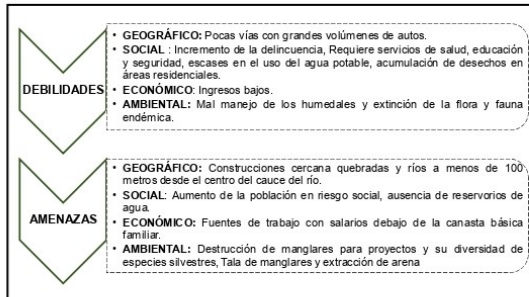 DEBILIDADES
• GEOGRÁFICO: Pocas vías con grandes volúmenes de autos.
• SOCIAL : Incremento de la delincuencia, Requiere servicios de salud, educación
y seguridad, escases en el uso del agua potable, acumulación de desechos en
áreas residenciales.
• ECONÓMICO: Ingresos bajos.
• AMBIENTAL: Mal manejo de los humedales y extinción de la flora y fauna
endémica.
AMENAZAS
• GEOGRÁFICO: Construcciones cercana quebradas y ríos a menos de 100
metros desde el centro del cauce del río.
• SOCIAL: Aumento de la población en riesgo social, ausencia de reservorios de
agua.
• ECONÓMICO: Fuentes de trabajo con salarios debajo de la canasta básica
familiar.
• AMBIENTAL: Destrucción de manglares para proyectos y su diversidad de
especies silvestres, Tala de manglares y extracción de arena